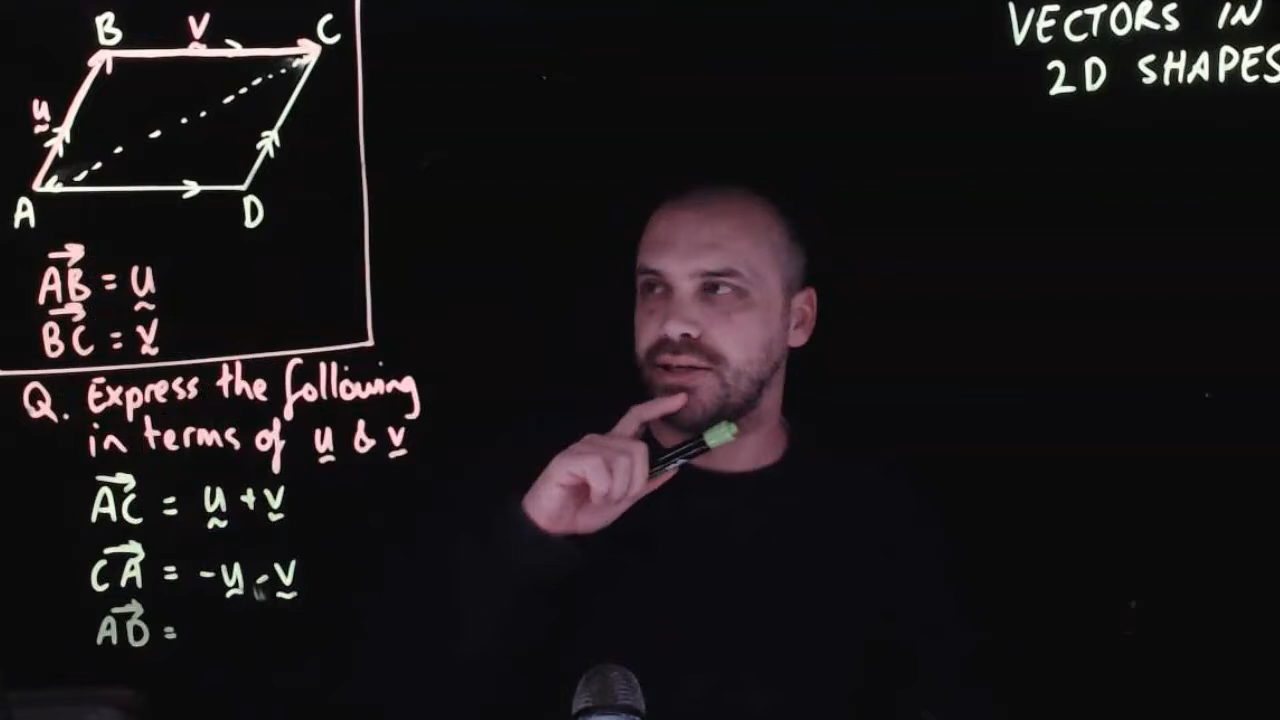 VECTORS IN
2D SHAPES
B v C
u
A D
→AB = u
→BC = v
Q. Express the following
in terms of u & v
→AC = u + v
→CA = -u - v
→AD =